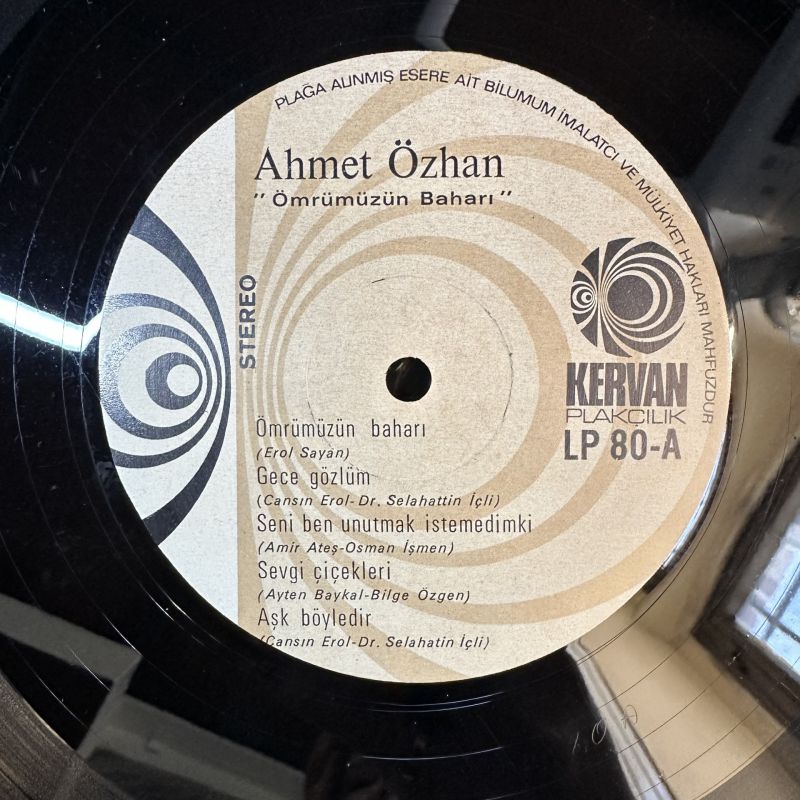 PLAĞA ALINMIŞ ESERE AİT BİLUMUM İMALATCI VE MÜLKİYET HAKLARI MAHFUZDUR
Ahmet Özhan
"Ömrümüzün Baharı"
STEREO
KERVAN
PLAKÇILIK
LP 80-A
Ömrümüzün baharı
(Erol Sayan)
Gece gözlüm
(Cansın Erol-Dr. Selahattin İçli)
Seni ben unutmak istemedimki
(Amir Ateş-Osman İşmen)
Sevgi çiçekleri
(Ayten Baykal-Bilge Özgen)
Aşk böyledir
(Cansın Erol-Dr. Selahatin İçli)